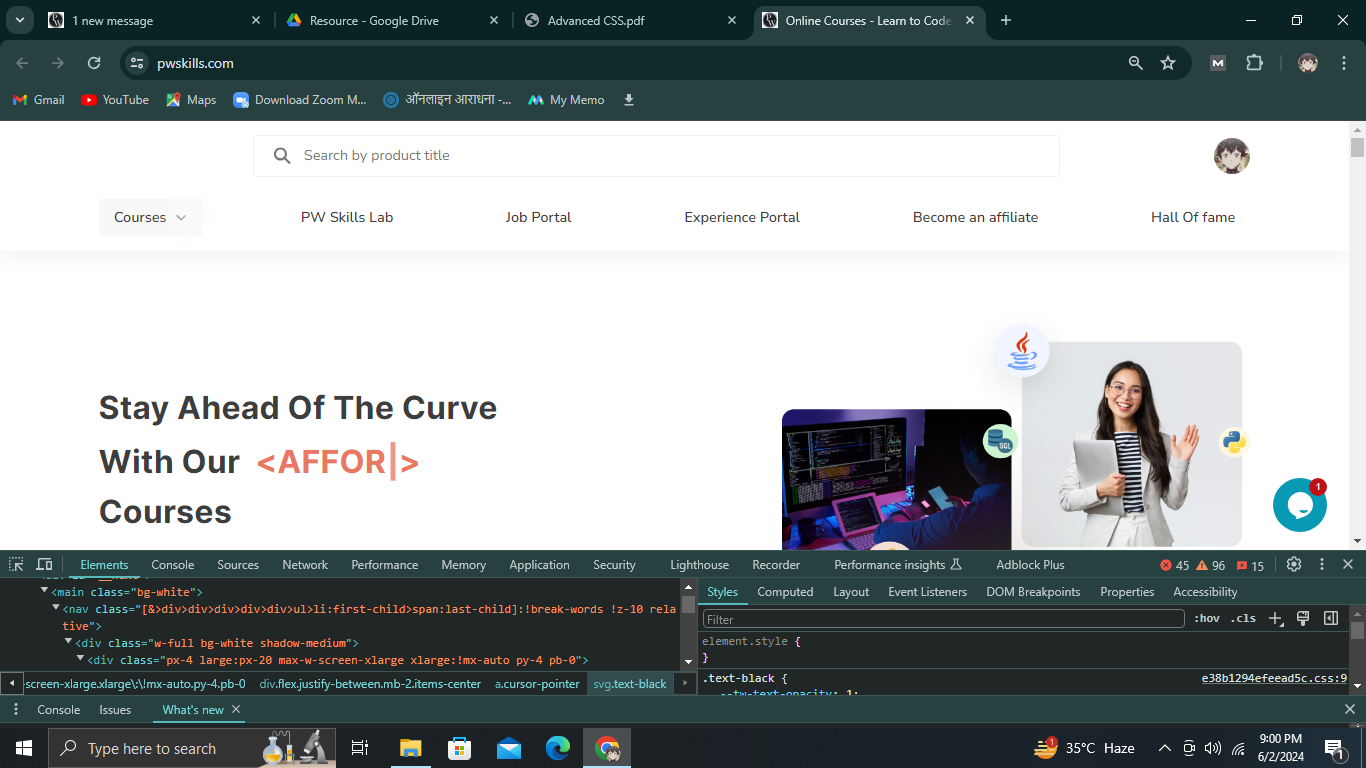 1 new message
Resource - Google Drive
Advanced CSS.pdf
Online Courses - Learn to Code
pwskills.com
M
Gmail
YouTube
Maps
Download Zoom M...
ऑनलाइन आराधना -...
My Memo
Search by product title
Courses
PW Skills Lab
Job Portal
Experience Portal
Become an affiliate
Hall Of fame
Stay Ahead Of The Curve
With Our <AFFOR|>
Courses
SQL
1
Elements
Console
Sources
Network
Performance
Memory
Application
Security
Lighthouse
Recorder
Performance insights
Adblock Plus
45
96
15
<main class="bg-white">
<nav class="[&>div>div>div>div>div>ul>li:first-child>span:last-child]:!break-words !z-10 rela
tive">
<div class="w-full bg-white shadow-medium">
<div class="px-4 large:px-20 max-w-screen-xlarge xlarge:!mx-auto py-4 pb-0">
-screen-xlarge.xlarge\:\!mx-auto.py-4.pb-0
div.flex.justify-between.mb-2.items-center
a.cursor-pointer
svg.text-black
Styles
Computed
Layout
Event Listeners
DOM Breakpoints
Properties
Accessibility
Filter
:hov
.cls
element.style {
}
.text-black {
e38b1294efeead5c.css:9
--tw-text-opacity: 1;
Console
Issues
What's new
Type here to search
1
35°C Haze
9:00 PM
6/2/2024
1